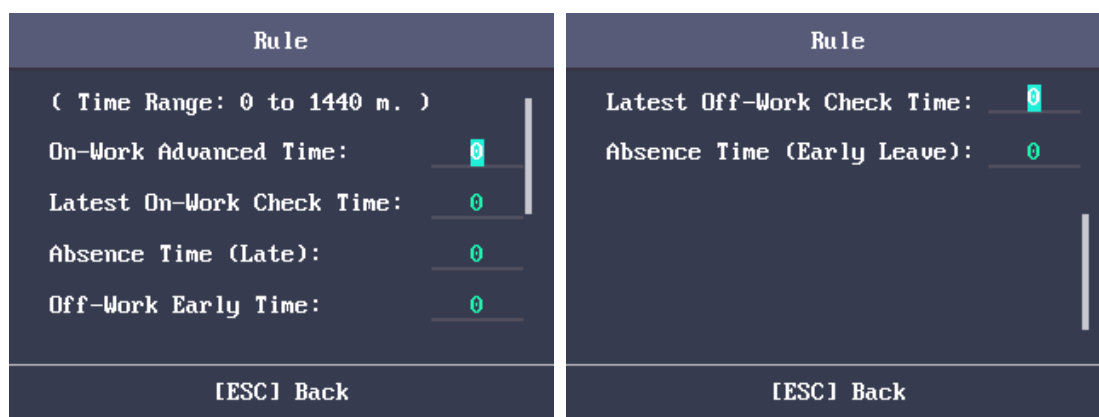 Rule
( Time Range: 0 to 1440 m. )
On-Work Advanced Time: 0
Latest On-Work Check Time: 0
Absence Time (Late): 0
Off-Work Early Time: 0
[ESC] Back
Rule
Latest Off-Work Check Time: 0
Absence Time (Early Leave): 0
[ESC] Back